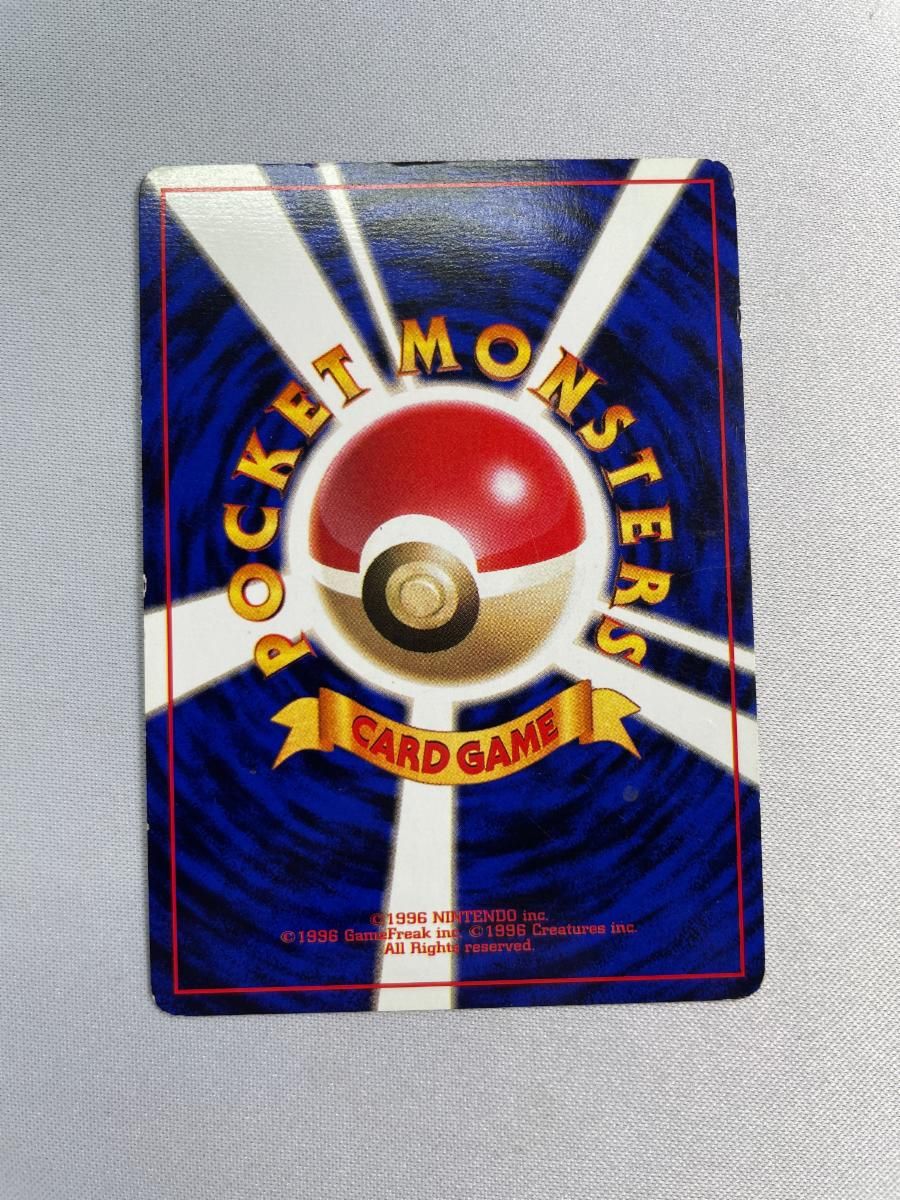 POCKET MONSTERS
CARD GAME
©1996 NINTENDO inc.
©1996 GameFreak inc. ©1996 Creatures inc.
All Rights reserved.